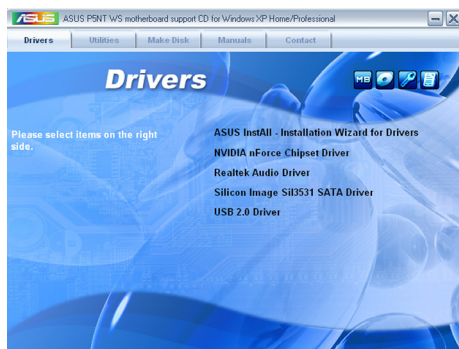 ASUS ASUS P5NT WS motherboard support CD for Windows XP Home/Professional
Drivers Utilities Make Disk Manuals Contact
Drivers
MB
Please select items on the right
side.
ASUS InstAll - Installation Wizard for Drivers
NVIDIA nForce Chipset Driver
Realtek Audio Driver
Silicon Image Sil3531 SATA Driver
USB 2.0 Driver